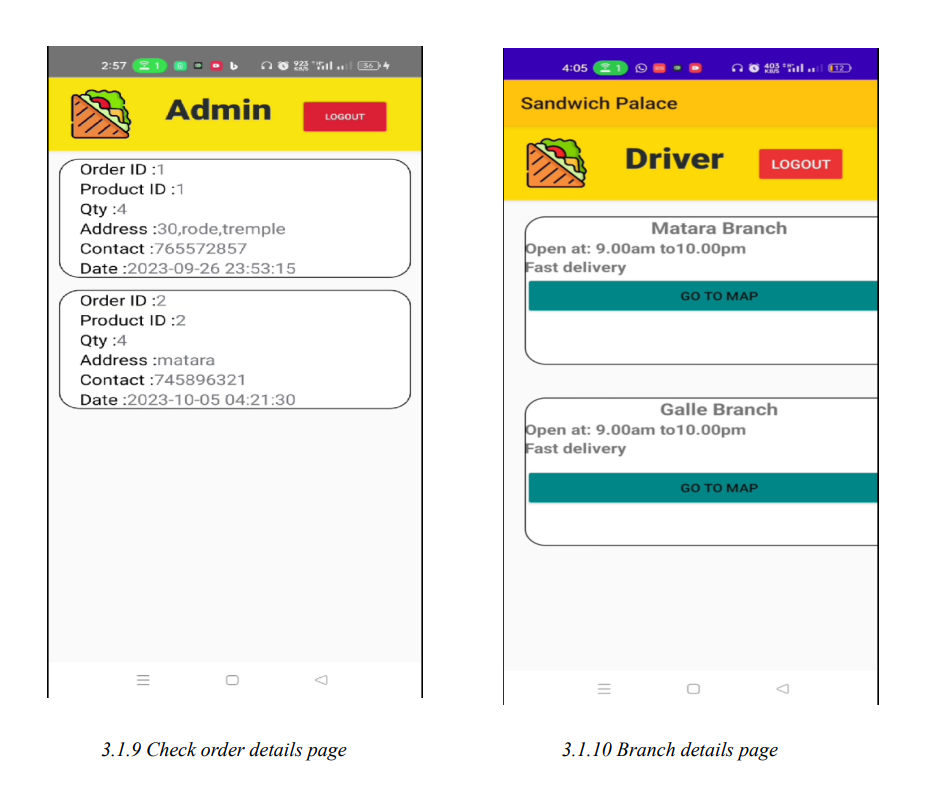 2:57 1 923 KB/S 56
Admin
LOGOUT
Order ID :1
Product ID :1
Qty :4
Address :30,rode,tremple
Contact :765572857
Date :2023-09-26 23:53:15
Order ID :2
Product ID :2
Qty :4
Address :matara
Contact :745896321
Date :2023-10-05 04:21:30
3.1.9 Check order details page
4:05 1 403 KB/S 12
Sandwich Palace
Driver
LOGOUT
Matara Branch
Open at: 9.00am to10.00pm
Fast delivery
GO TO MAP
Galle Branch
Open at: 9.00am to10.00pm
Fast delivery
GO TO MAP
3.1.10 Branch details page